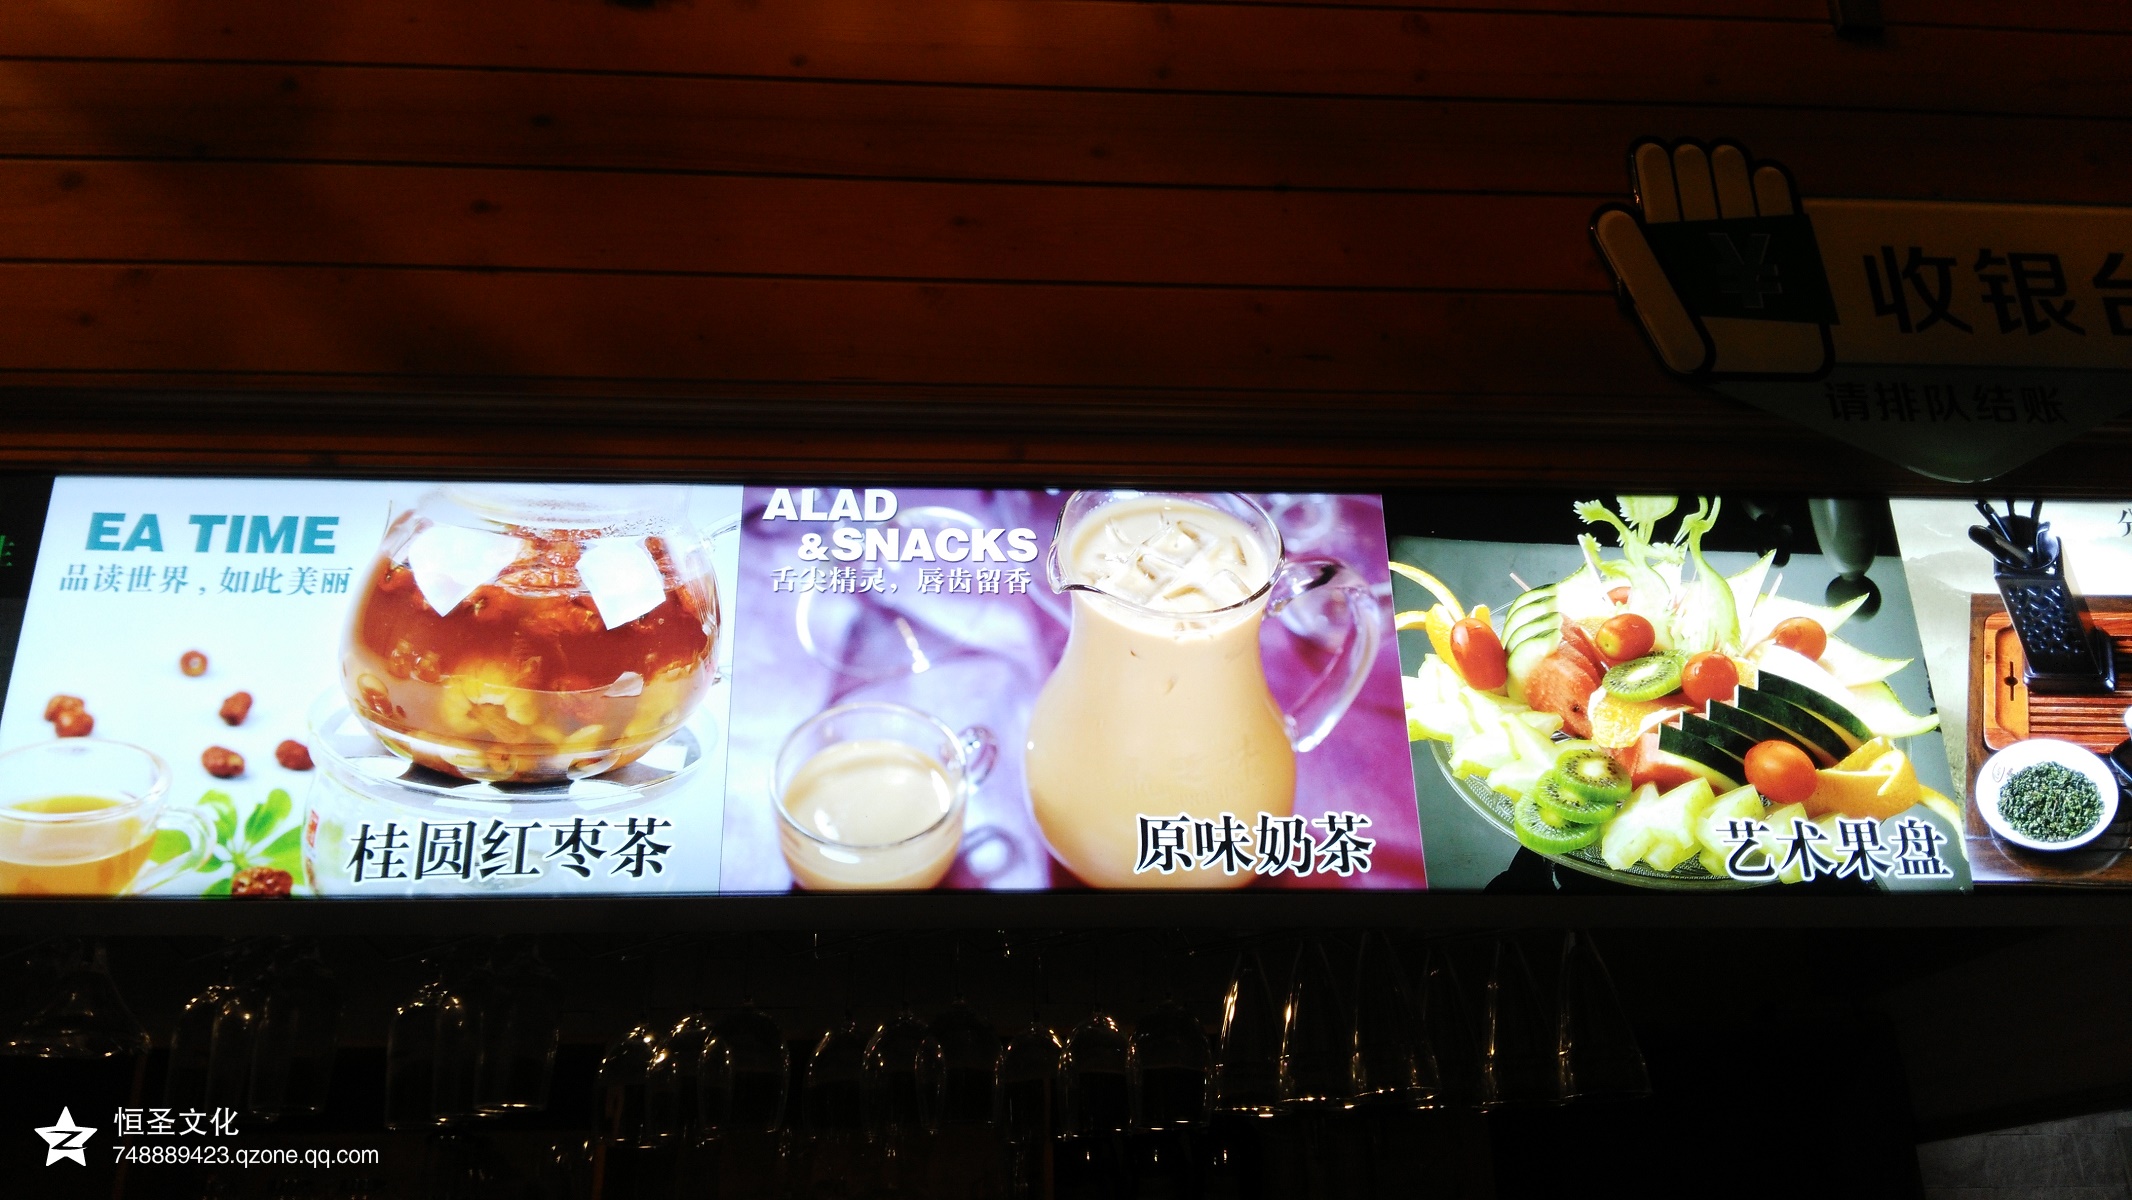 收银台
请排队结账
EA TIME
品读世界，如此美丽
桂圆红枣茶
ALAD
&SNACKS
舌尖精灵，唇齿留香
原味奶茶
艺术果盘
恒圣文化
748889423.qzone.qq.com